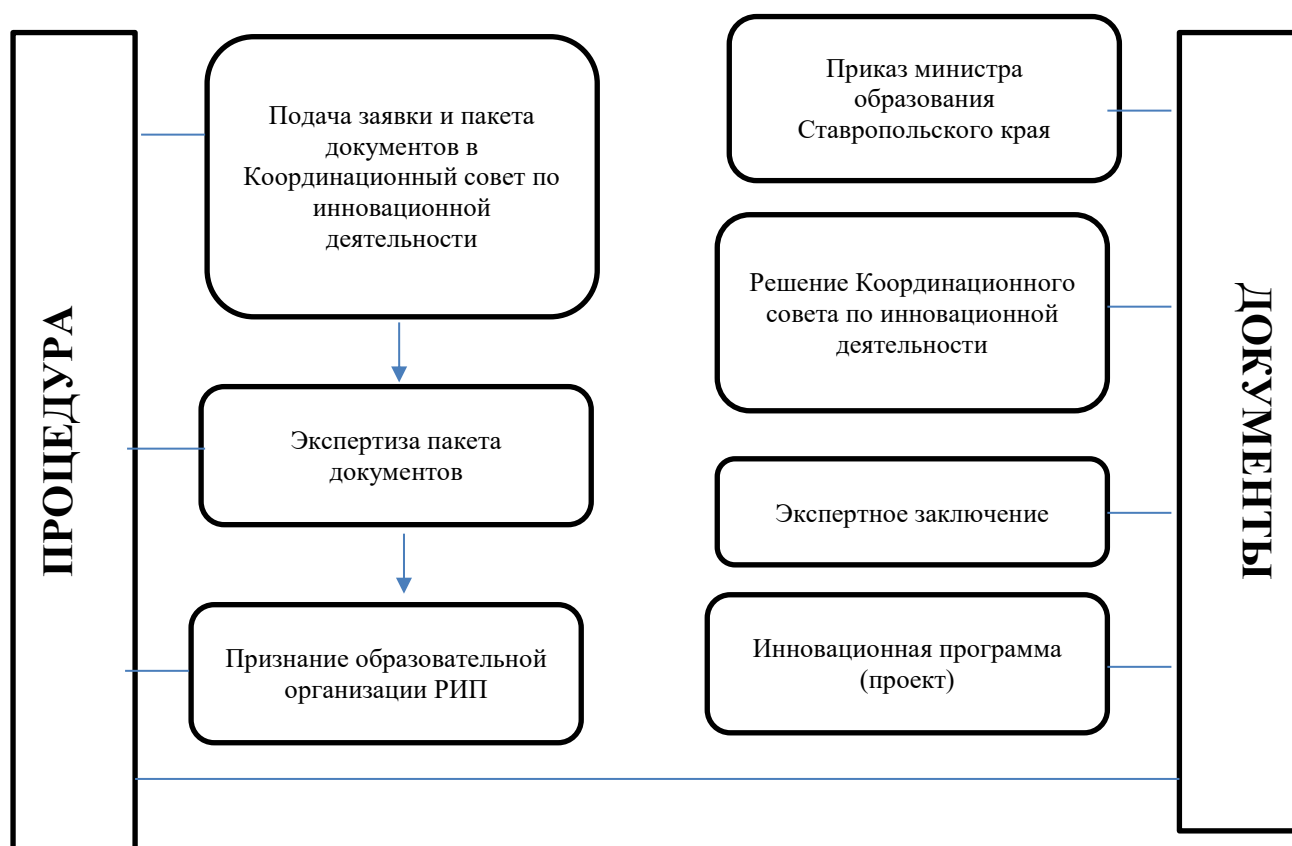 ПРОЦЕДУРА
Подача заявки и пакета
документов в
Координационный совет по
инновационной
деятельности
Экспертиза пакета
документов
Признание образовательной
организации РИП
Приказ министра
образования
Ставропольского края
Решение Координационного
совета по инновационной
деятельности
Экспертное заключение
Инновационная программа
(проект)
ДОКУМЕНТЫ